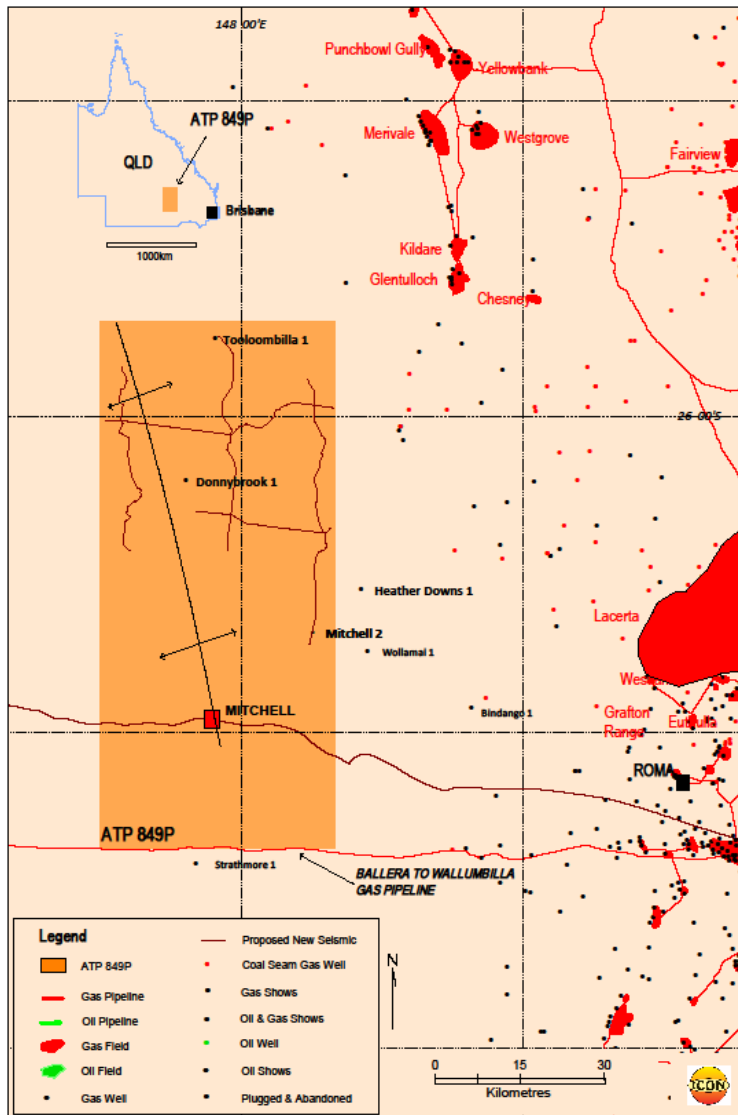 148 00'E
Punchbowl Gully
Yellowbank
ATP 849P
QLD
Merivale
Westgrove
Fairview
Brisbane
1000km
Kildare
Glentulloch
Chesney
Tooloombilla 1
26 00'S
Donnybrook 1
Heather Downs 1
Lacerta
Mitchell 2
Wollamai 1
MITCHELL
Bindango 1
Grafton
Range
ROMA
ATP 849P
Strathmore 1
BALLERA TO WALLUMBILLA
GAS PIPELINE
Legend
ATP 849P
Gas Pipeline
Oil Pipeline
Gas Field
Oil Field
Gas Well
Proposed New Seismic
Coal Seam Gas Well
Gas Shows
Oil & Gas Shows
Oil Well
Oil Shows
Plugged & Abandoned
N
0 15 30
Kilometres
ICON